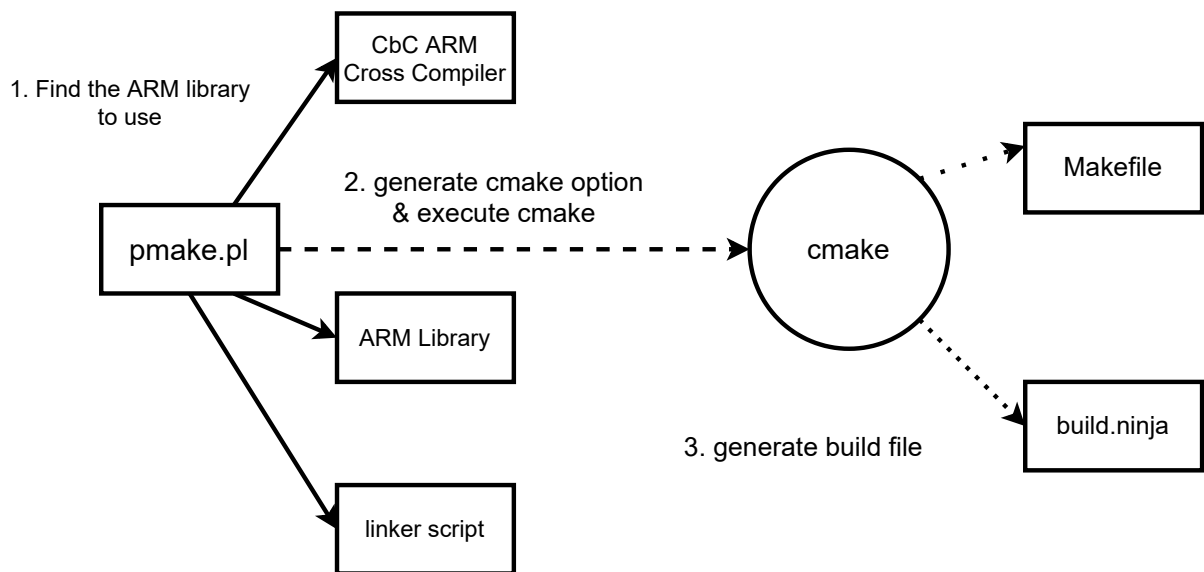 CbC ARM
Cross Compiler
1. Find the ARM library
to use
Makefile
2. generate cmake option
& execute cmake
pmake.pl
cmake
ARM Library
build.ninja
3. generate build file
linker script